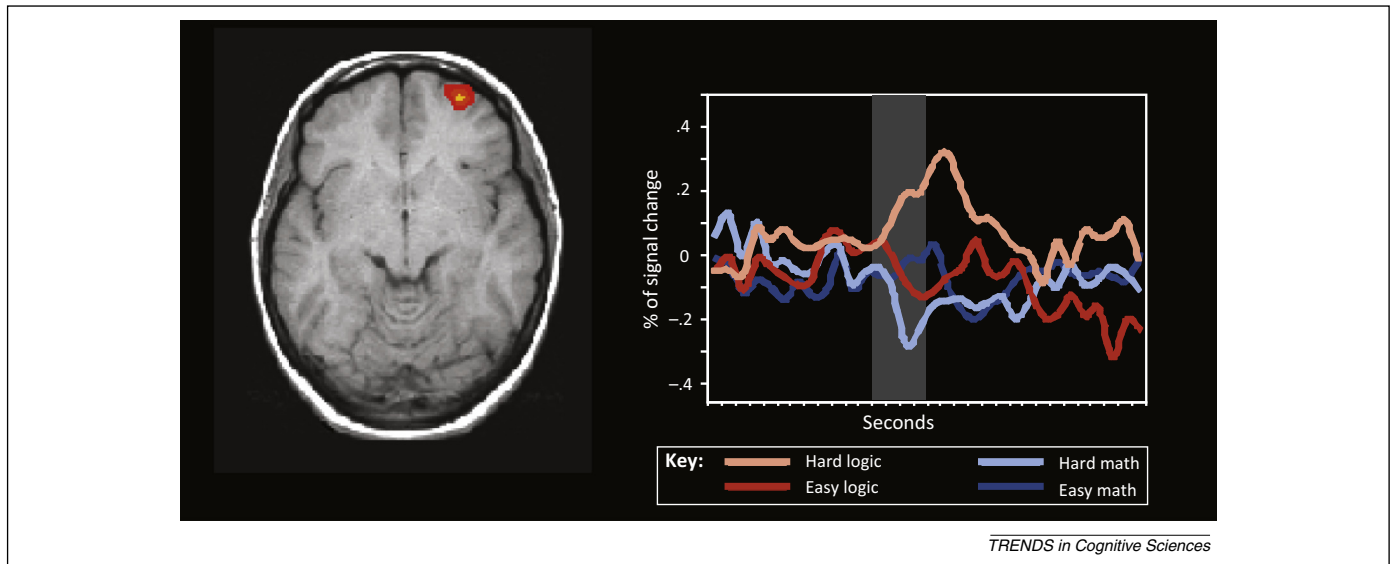 .4
.2
0
–.2
–.4
% of signal change
Seconds
Key:
Hard logic
Hard math
Easy logic
Easy math
TRENDS in Cognitive Sciences